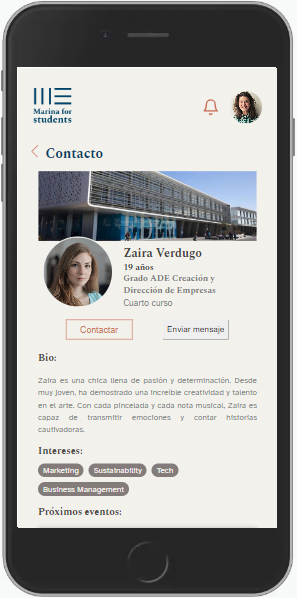 Marina for
students
Contacto
Zaira Verdugo
19 años
Grado ADE Creación y
Dirección de Empresas
Cuarto curso
Contactar
Enviar mensaje
Bio:
Zaira es una chica llena de pasión y determinación. Desde
muy joven, ha demostrado una increíble creatividad y talento
en el arte. Con cada pincelada y cada nota musical, Zaira es
capaz de transmitir emociones y contar historias
cautivadoras.
Intereses:
Marketing
Sustainability
Tech
Business Management
Próximos eventos: